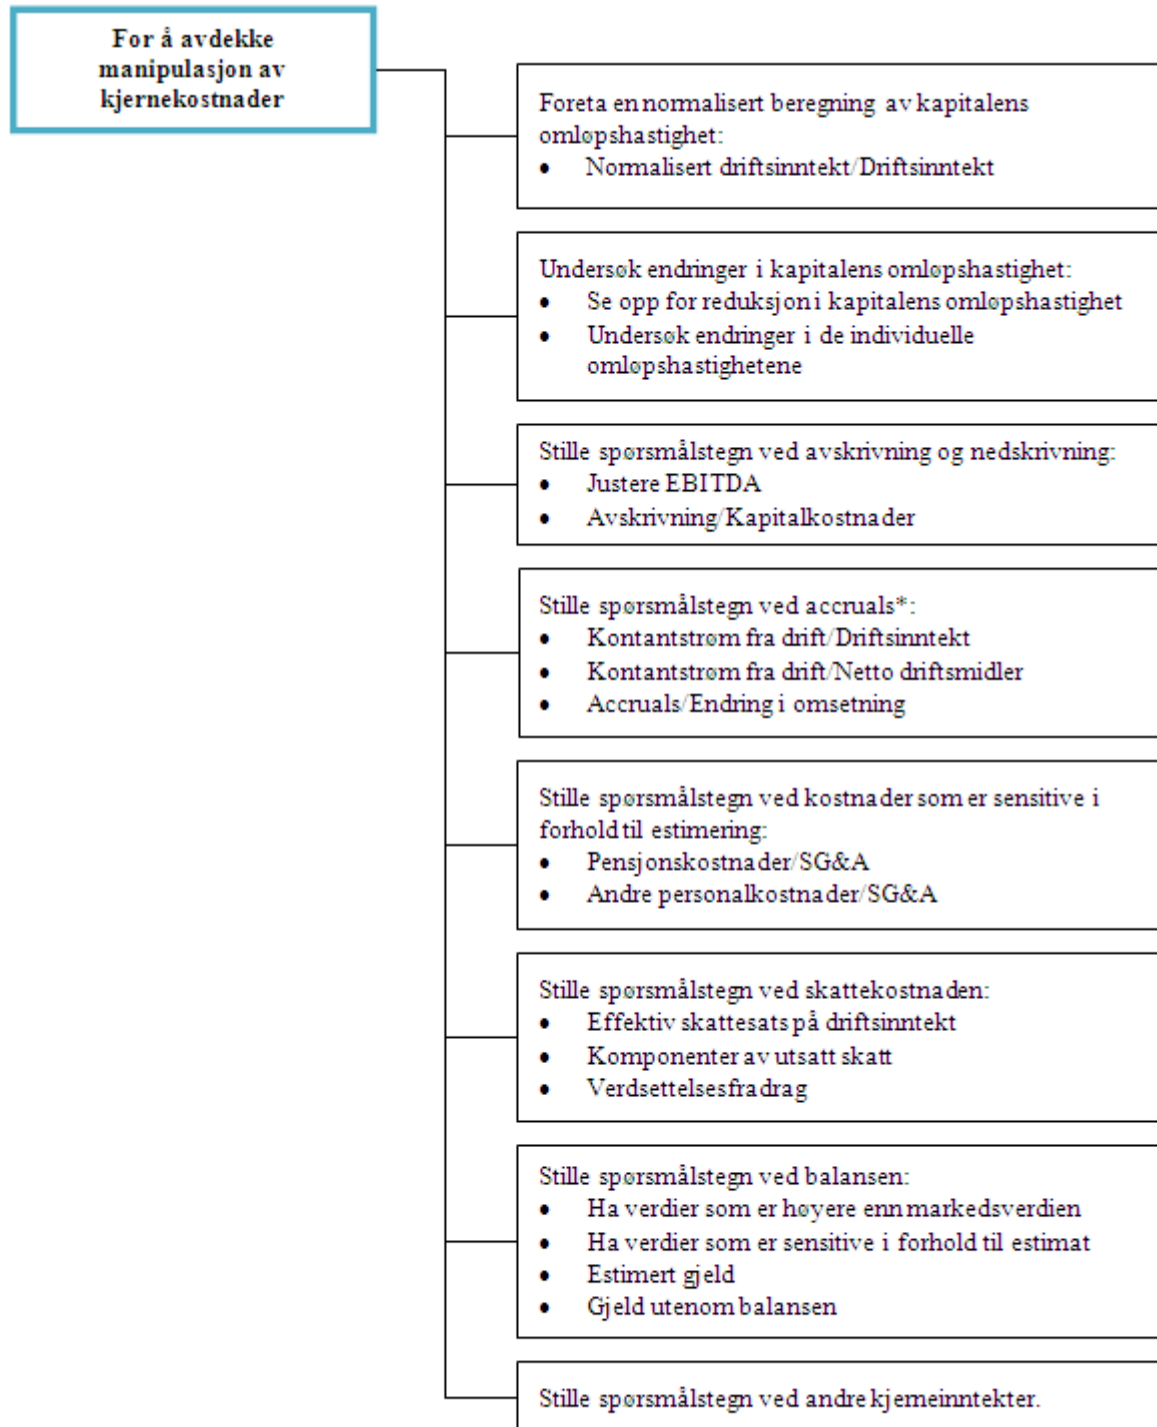 For å avdekke
manipulasjon av
kjernekostnader
Foreta en normalisert beregning av kapitalens
omløpshastighet:
• Normalisert driftsinntekt/Driftsinntekt
Undersøk endringer i kapitalens omløpshastighet:
• Se opp for reduksjon i kapitalens omløpshastighet
• Undersøk endringer i de individuelle
omløpshastighetene
Stille spørsmålstegn ved avskrivning og nedskrivning:
• Justere EBITDA
• Avskrivning/Kapitalkostnader
Stille spørsmålstegn ved accruals*:
• Kontantstrøm fra drift/Driftsinntekt
• Kontantstrøm fra drift/Netto driftsmidler
• Accruals/Endring i omsetning
Stille spørsmålstegn ved kostnader som er sensitive i
forhold til estimering:
• Pensjonskostnader/SG&A
• Andre personalkostnader/SG&A
Stille spørsmålstegn ved skattekostnaden:
• Effektiv skattesats på driftsinntekt
• Komponenter av utsatt skatt
• Verdsettelsesfradrag
Stille spørsmålstegn ved balansen:
• Ha verdier som er høyere enn markedsverdien
• Ha verdier som er sensitive i forhold til estimat
• Estimert gjeld
• Gjeld utenom balansen
Stille spørsmålstegn ved andre kjerneinntekter.